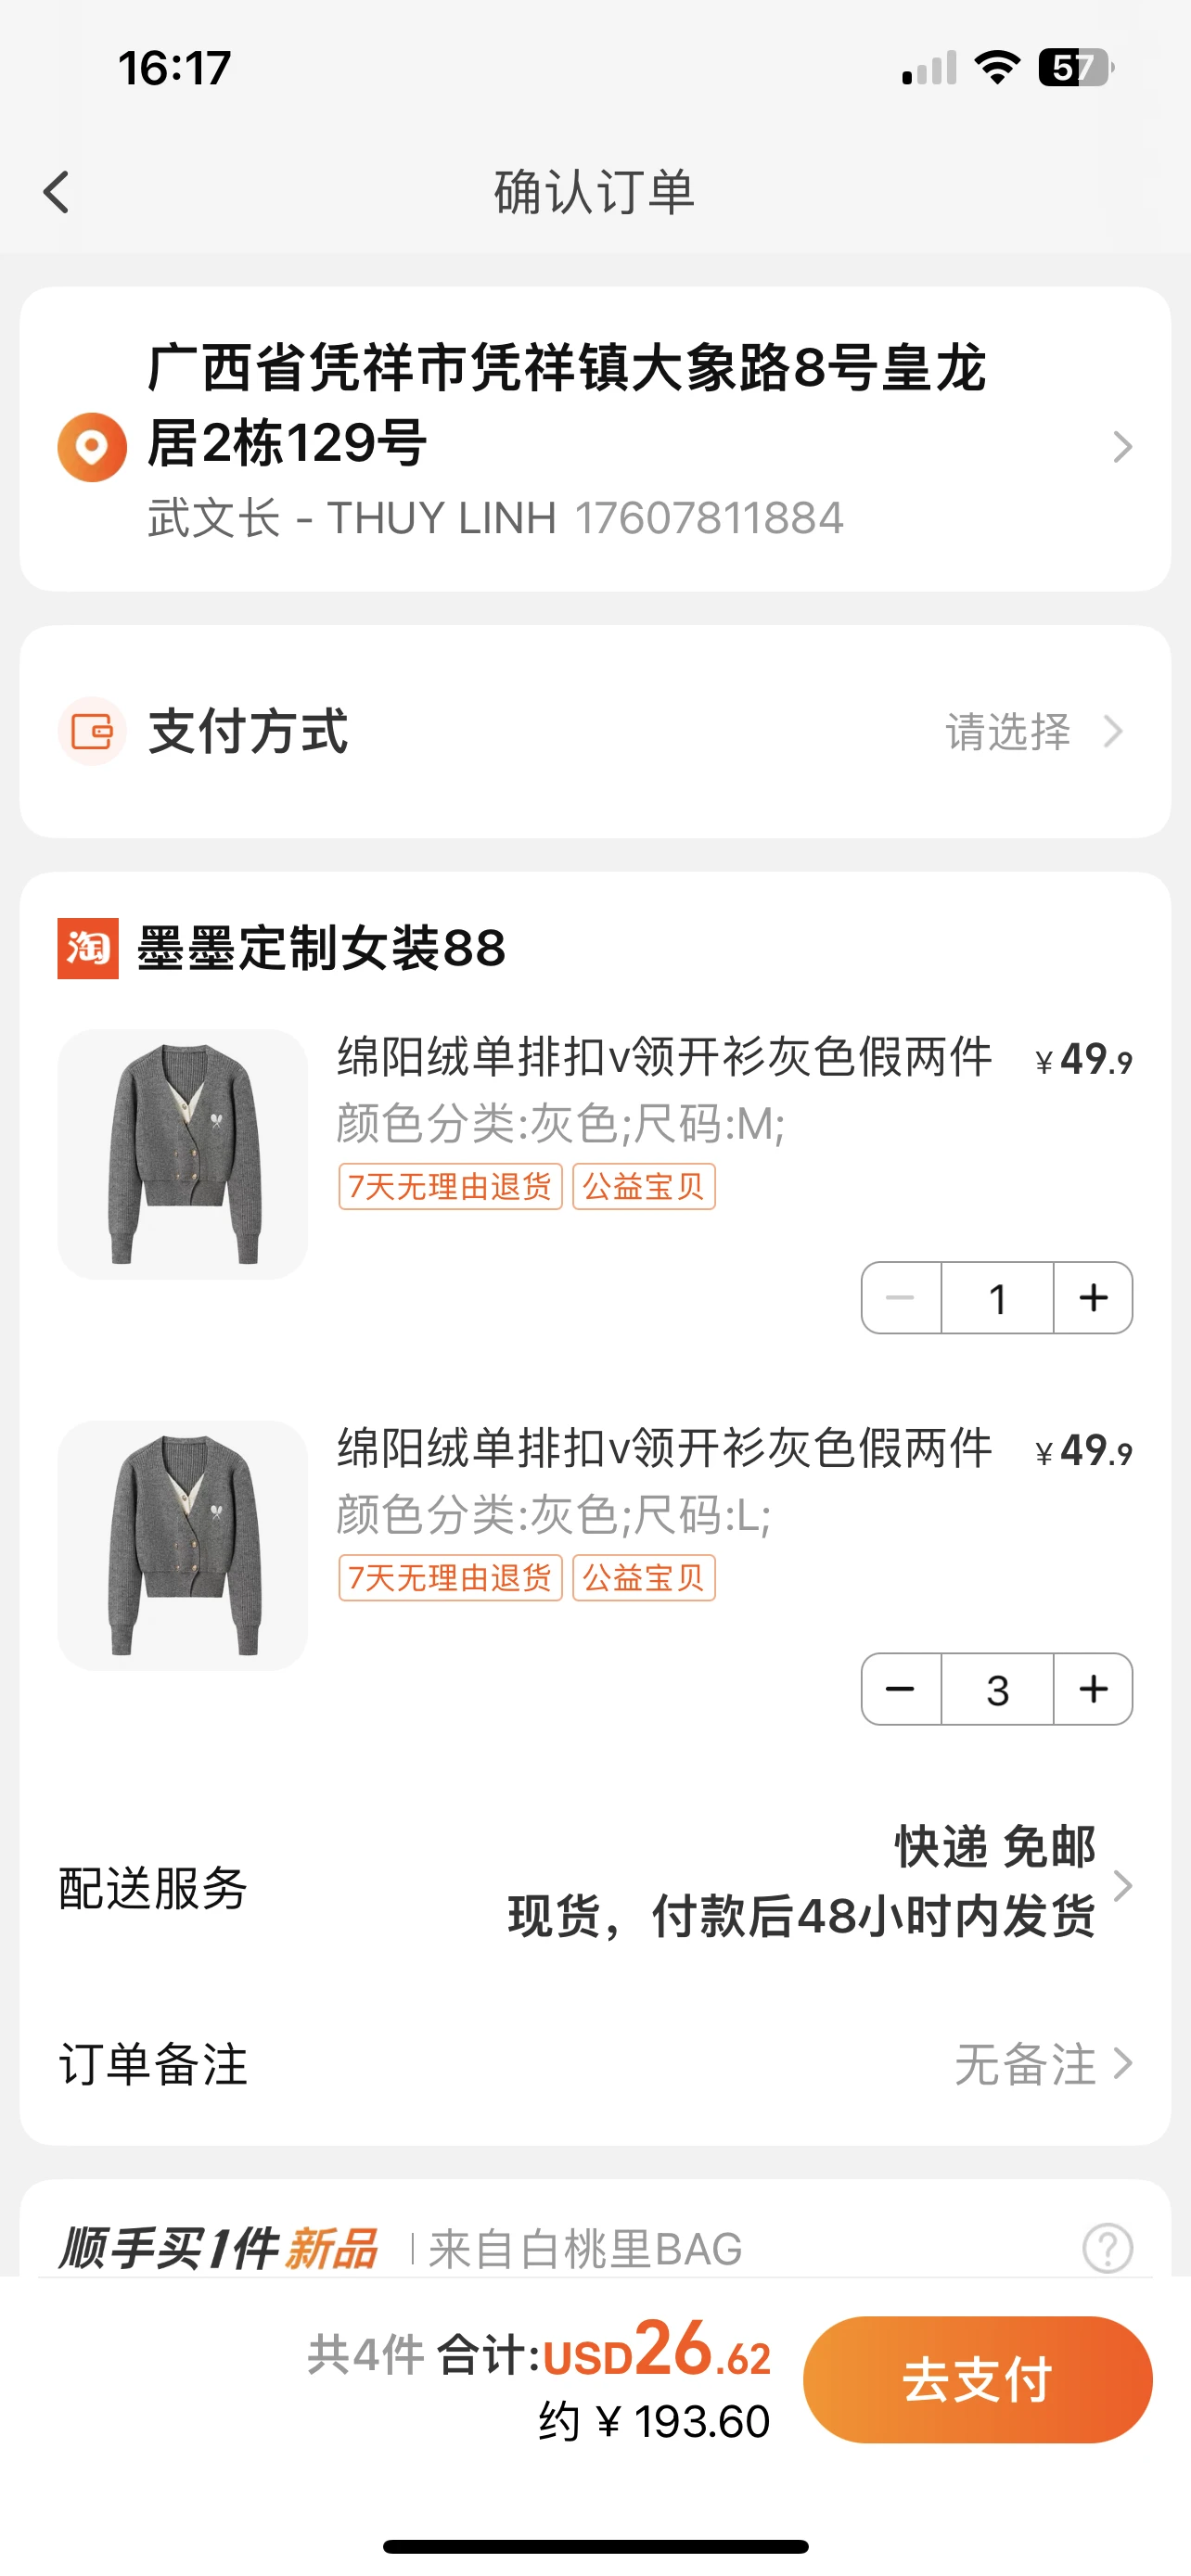 16:17
57
确认订单
广西省凭祥市凭祥镇大象路8号皇龙
居2栋129号
武文长 - THUY LINH 17607811884
支付方式 请选择
淘 墨墨定制女装88
绵阳绒单排扣v领开衫灰色假两件 ¥49.9
颜色分类:灰色;尺码:M;
7天无理由退货 公益宝贝
1
绵阳绒单排扣v领开衫灰色假两件 ¥49.9
颜色分类:灰色;尺码:L;
7天无理由退货 公益宝贝
3
快递 免邮
配送服务
现货，付款后48小时内发货
订单备注 无备注
顺手买1件新品 | 来自白桃里BAG
共4件 合计:USD26.62
约 ¥ 193.60
去支付